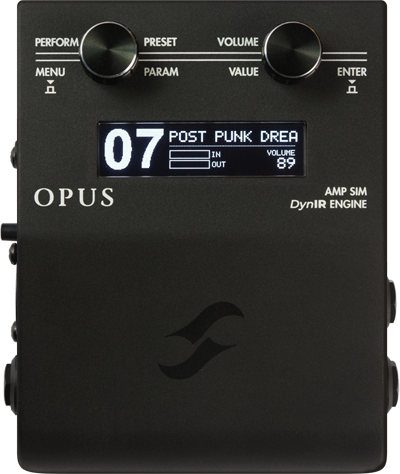 PERFORM PRESET VOLUME
MENU PARAM VALUE ENTER
07 POST PUNK DREA
IN VOLUME
OUT 89
OPUS AMP SIM
DynIR ENGINE